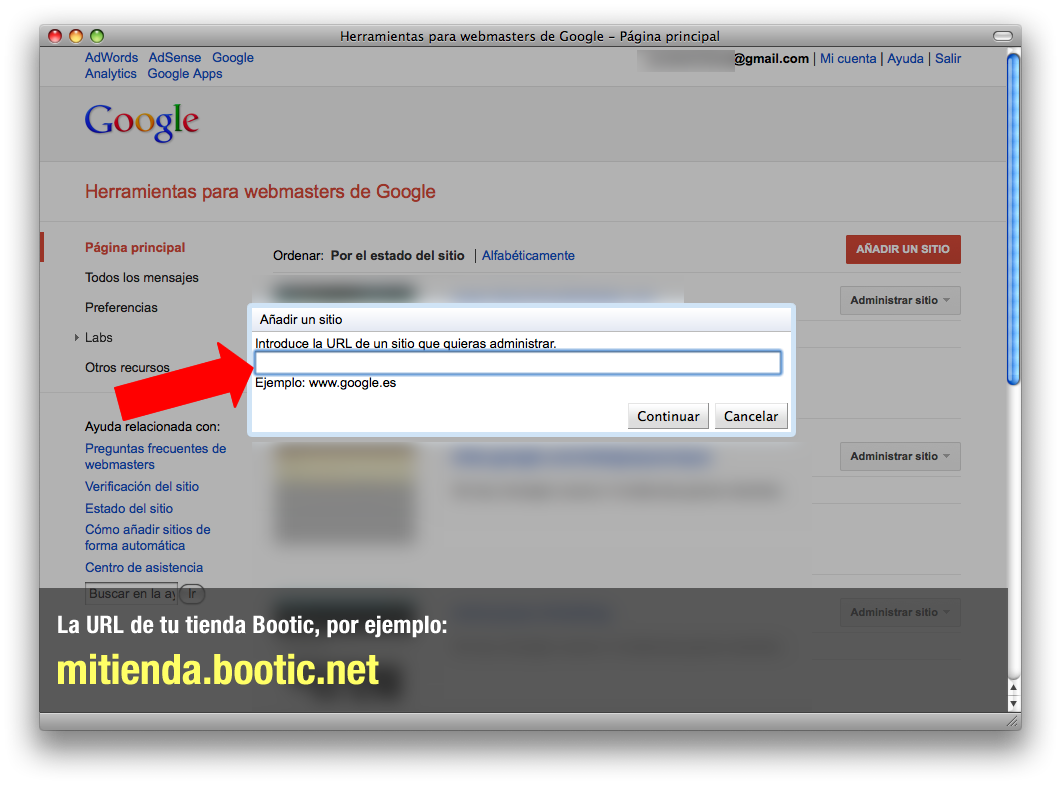 Herramientas para webmasters de Google – Página principal
AdWords AdSense Google
Analytics Google Apps
@gmail.com | Mi cuenta | Ayuda | Salir
Google
Herramientas para webmasters de Google
Página principal
Todos los mensajes
Preferencias
Labs
Otros recursos
Ordenar: Por el estado del sitio | Alfabéticamente
AÑADIR UN SITIO
Administrar sitio
Añadir un sitio
Introduce la URL de un sitio que quieras administrar.
Ejemplo: www.google.es
Continuar Cancelar
Ayuda relacionada con:
Preguntas frecuentes de
webmasters
Verificación del sitio
Estado del sitio
Cómo añadir sitios de
forma automática
Centro de asistencia
Buscar en la ay Ir
Administrar sitio
Administrar sitio
La URL de tu tienda Bootic, por ejemplo:
mitienda.bootic.net